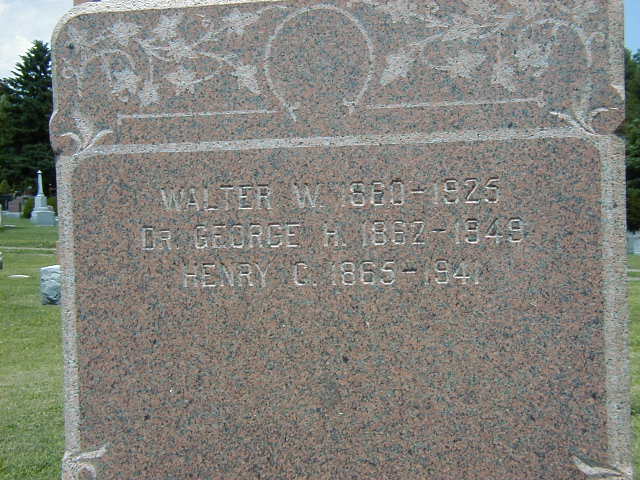 WALTER W. 1860-1925
DR. GEORGE H. 1862-1949
HENRY C. 1865-1941